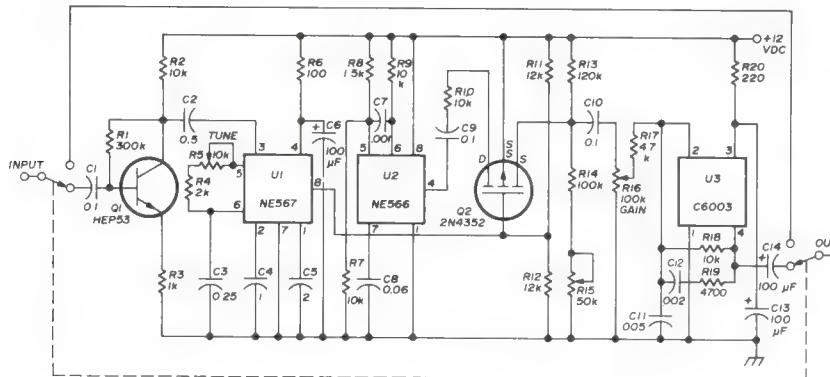 +12
VDC
R2
10k
R6
100
R8
1.5k
R9
10
k
R11
12k
R13
120k
R20
220
C2
0.5
C7
.001
R10
10k
C9
0.1
C10
0.1
R1
300k
TUNE
R5
10k
C6
100
µF
R17
4.7
k
INPUT
C1
0.1
Q1
HEP53
R4
2k
U1
NE567
3
4
5
6
8
2
7
1
U2
NE566
5
6
8
4
7
1
D
S
S
S
Q2
2N4352
R14
100k
R16
100k
GAIN
U3
C6003
2
3
1
4
R18
10k
R19
4700
C14
100 µF
OU
R3
1k
C3
0.25
C4
1
C5
2
R7
10k
C8
0.06
R12
12k
R15
50k
C12
.002
C11
.005
C13
100
µF